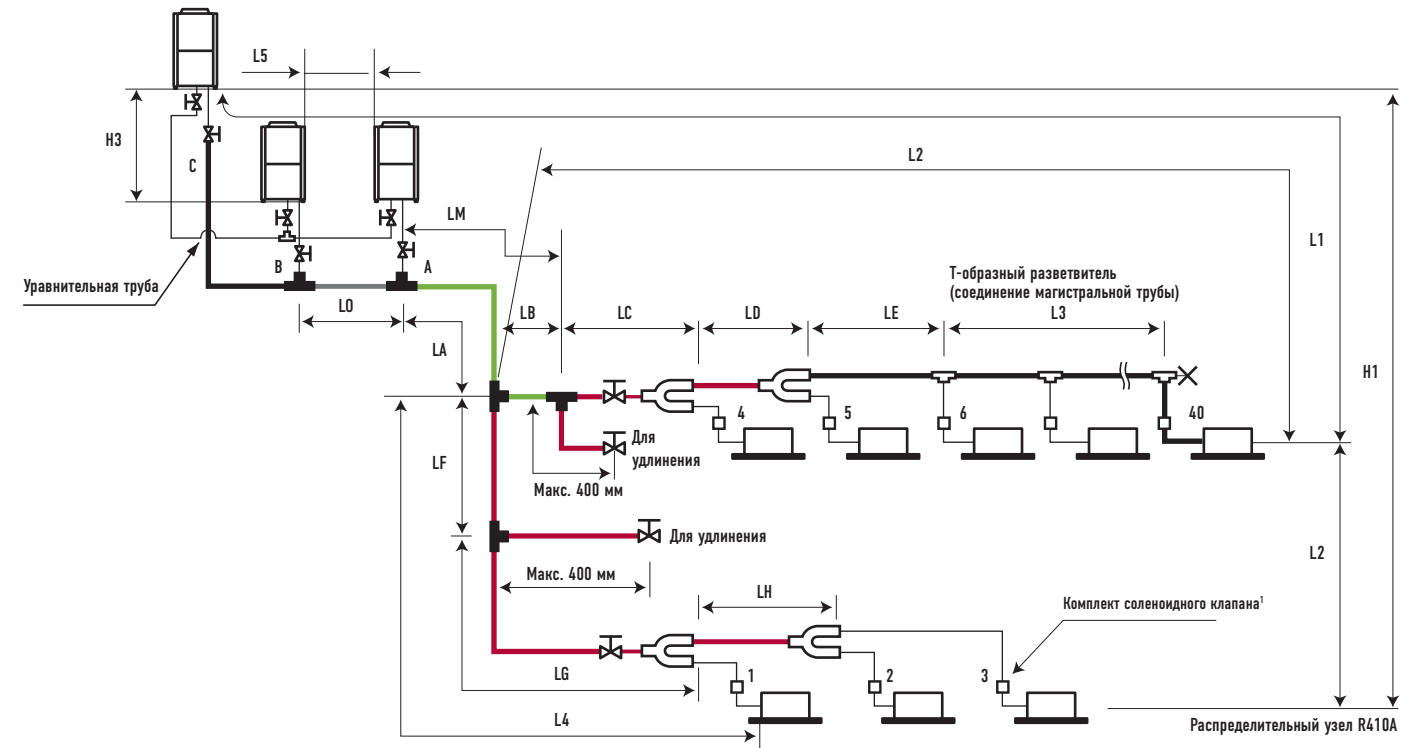 L5
H3
C
L2
LM
L1
Уравнительная труба
B
A
Т-образный разветвитель
(соединение магистральной трубы)
LO
LB
LC
LD
LE
L3
LA
H1
4
5
6
40
Для
удлинения
LF
Макс. 400 мм
Для удлинения
L2
Макс. 400 мм
LH
Комплект соленоидного клапана¹
LG
1
2
3
L4
Распределительный узел R410A